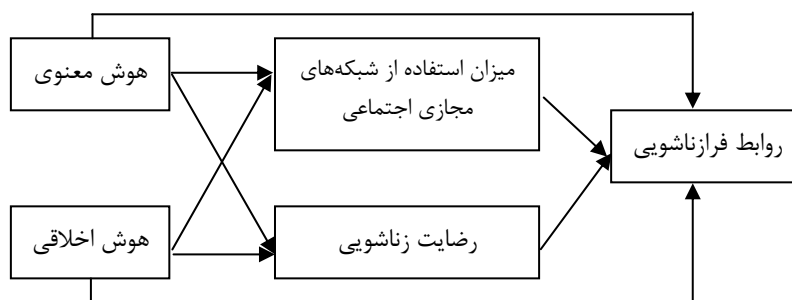 هوش معنوی
میزان استفاده از شبکه‌های
مجازی اجتماعی
روابط فرازناشویی
هوش اخلاقی
رضایت زناشویی